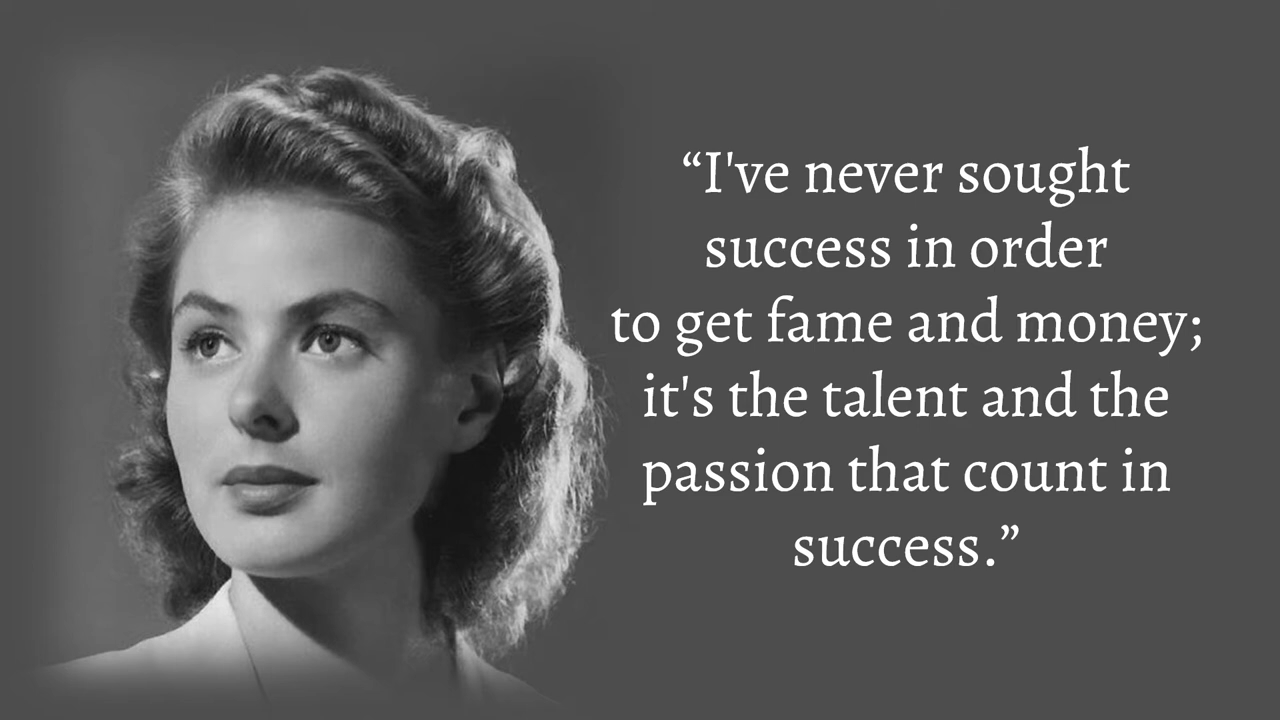 “I've never sought
success in order
to get fame and money;
it's the talent and the
passion that count in
success.”